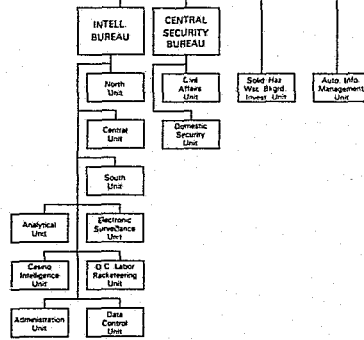 INTELL.
BUREAU
CENTRAL
SECURITY
BUREAU
North
Unit
Civil
Affairs
Unit
Solid Haz
Wst. Bkgrd.
Invest. Unit
Auto. Info.
Management
Unit
Central
Unit
Domestic
Security
Unit
South
Unit
Analytical
Unit
Electronic
Surveillance
Unit
Casino
Intelligence
Unit
O C Labor
Racketeering
Unit
Administration
Unit
Data
Control
Unit